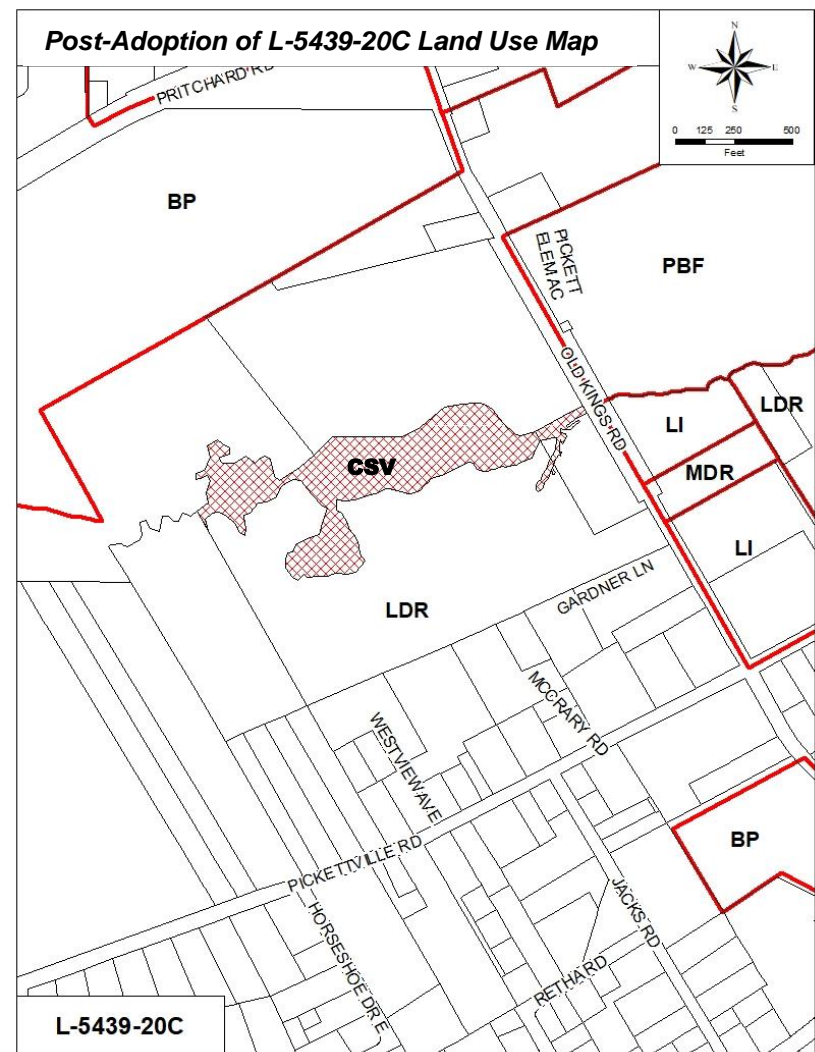 Post-Adoption of L-5439-20C Land Use Map
N
W E
S
0 125 250 500
Feet
PRITCHARD RD
BP
PICKETT
ELEMAC
PBF
OLD KINGS RD
LI
LDR
MDR
CSV
LI
GARDNER LN
LDR
MCCRARY RD
WESTVIEW AVE
BP
PICKETTVILLE RD
JACKS RD
HORSESHOE DR E
RETHA RD
L-5439-20C